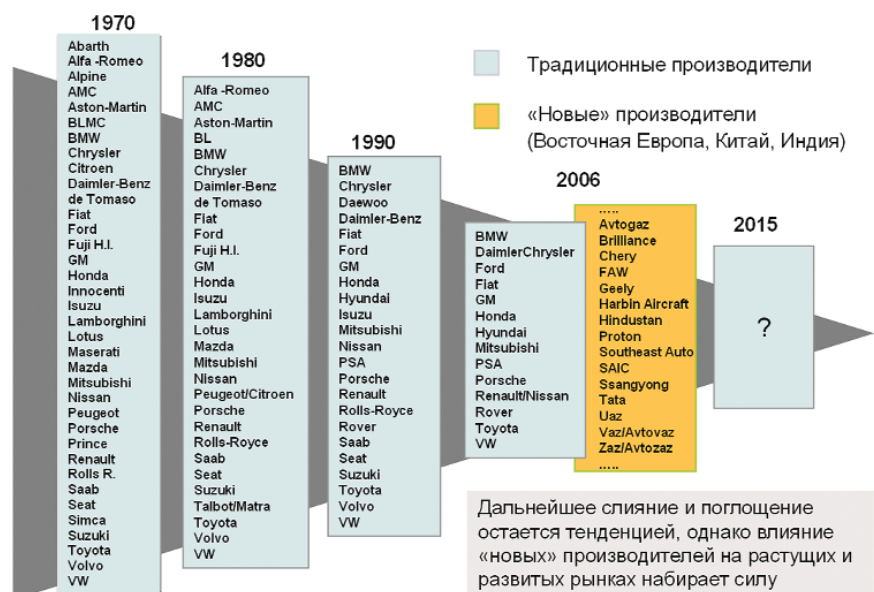 1970
Abarth
Alfa -Romeo
Alpine
AMC
Aston-Martin
BLMC
BMW
Chrysler
Citroen
Daimler-Benz
de Tomaso
Fiat
Ford
Fuji H.I.
GM
Honda
Innocenti
Isuzu
Lamborghini
Lotus
Maserati
Mazda
Mitsubishi
Nissan
Peugeot
Porsche
Prince
Renault
Rolls R.
Saab
Seat
Simca
Suzuki
Toyota
Volvo
VW
1980
Alfa -Romeo
AMC
Aston-Martin
BL
BMW
Chrysler
Daimler-Benz
de Tomaso
Fiat
Ford
Fuji H.I.
GM
Honda
Isuzu
Lamborghini
Lotus
Mazda
Mitsubishi
Nissan
Peugeot/Citroen
Porsche
Renault
Rolls-Royce
Saab
Seat
Suzuki
Talbot/Matra
Toyota
Volvo
VW
1990
BMW
Chrysler
Daewoo
Daimler-Benz
Fiat
Ford
GM
Honda
Hyundai
Isuzu
Mitsubishi
Nissan
PSA
Porsche
Renault
Rolls-Royce
Rover
Saab
Seat
Suzuki
Toyota
Volvo
VW
2006
BMW
DaimlerChrysler
Ford
Fiat
GM
Honda
Hyundai
Mitsubishi
PSA
Porsche
Renault/Nissan
Rover
Toyota
VW
.....
Avtogaz
Brilliance
Chery
FAW
Geely
Harbin Aircraft
Hindustan
Proton
Southeast Auto
SAIC
Ssangyong
Tata
Uaz
Vaz/Avtovaz
Zaz/Avtozaz
.....
2015
?
Традиционные производители
«Новые» производители
(Восточная Европа, Китай, Индия)
Дальнейшее слияние и поглощение
остается тенденцией, однако влияние
«новых» производителей на растущих и
развитых рынках набирает силу